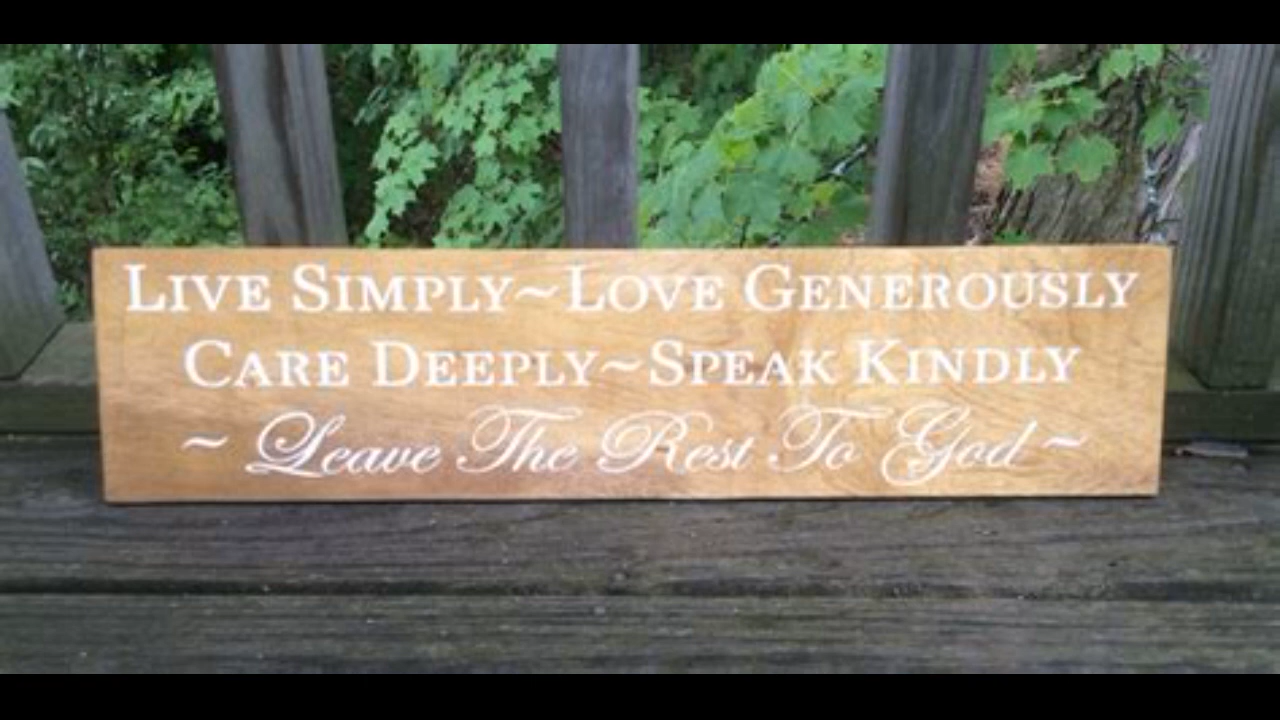 Live Simply~Love Generously
Care Deeply~Speak Kindly
~ Leave The Rest To God ~